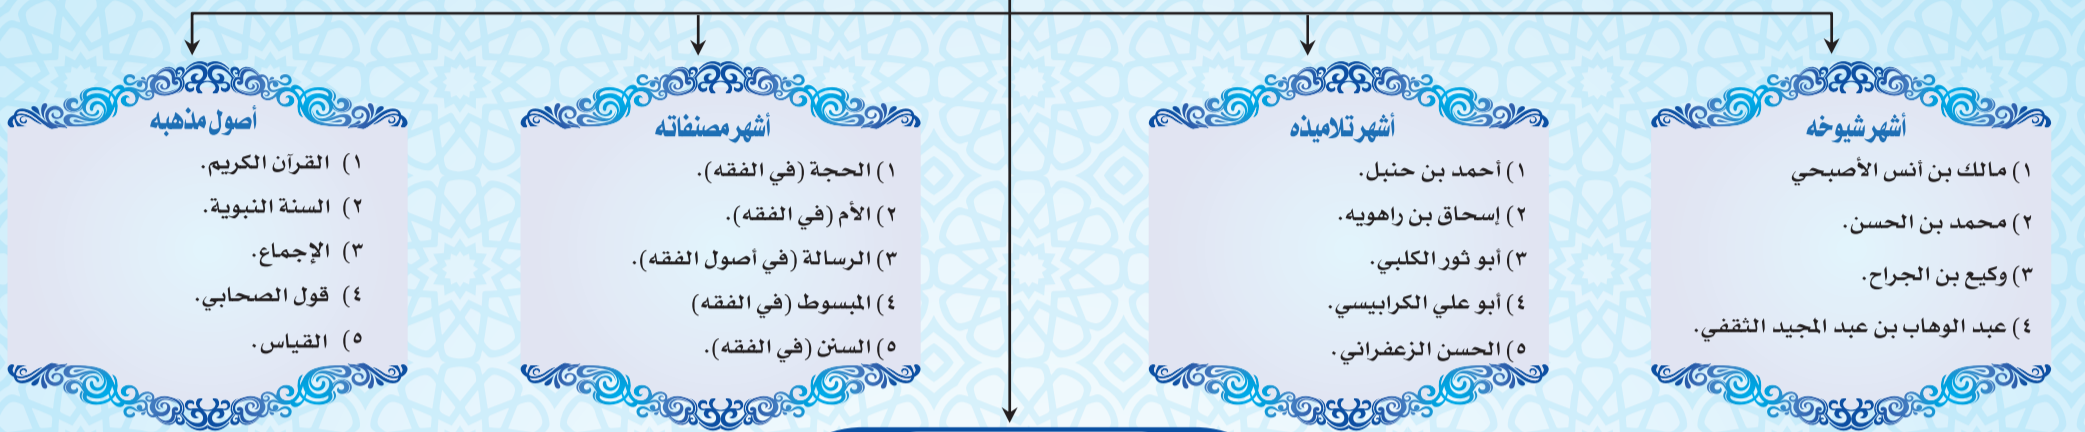 أشهر شيوخه
١) مالك بن أنس الأصبحي
٢) محمد بن الحسن.
٣) وكيع بن الجراح.
٤) عبد الوهاب بن عبد المجيد الثقفي.
أشهر تلاميذه
١) أحمد بن حنبل.
٢) إسحاق بن راهويه.
٣) أبو ثور الكلبي.
٤) أبو علي الكرابيسي.
٥) الحسن الزعفراني.
أشهر مصنفاته
١) الحجة (في الفقه).
٢) الأم (في الفقه).
٣) الرسالة (في أصول الفقه).
٤) المبسوط (في الفقه)
٥) السنن (في الفقه).
أصول مذهبه
١) القرآن الكريم.
٢) السنة النبوية.
٣) الإجماع.
٤) قول الصحابي.
٥) القياس.